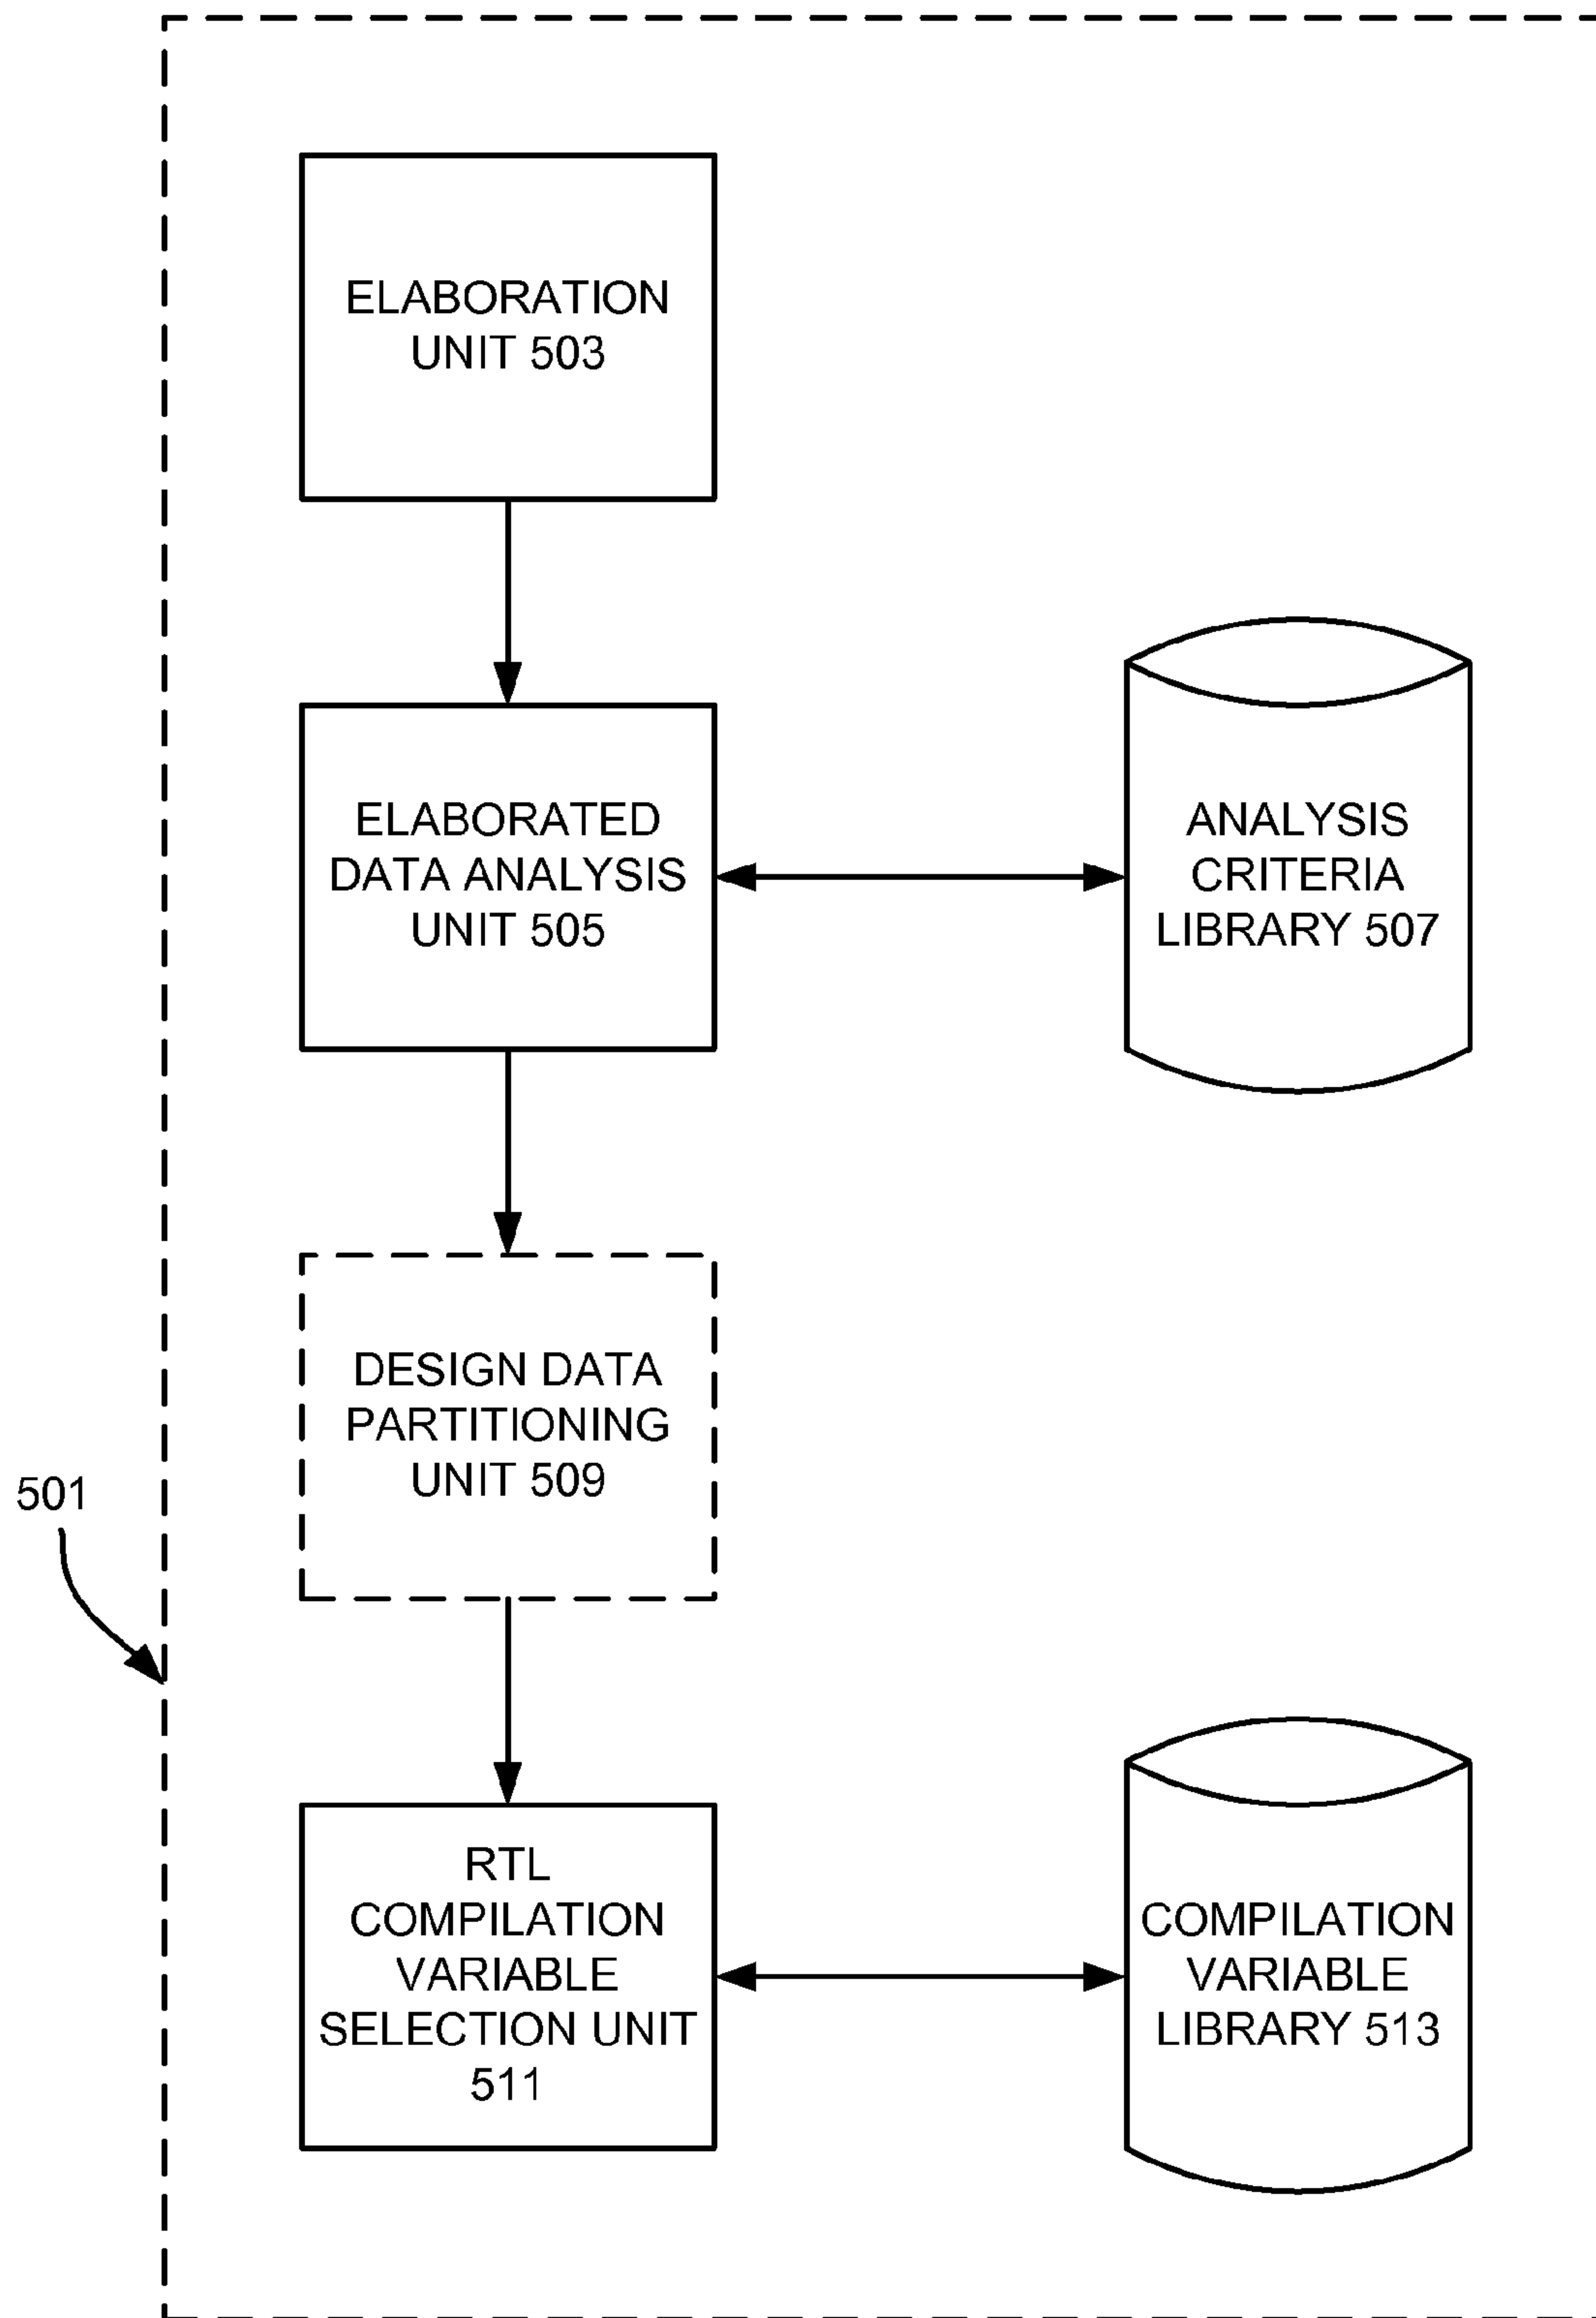 ELABORATION
UNIT 503
ELABORATED
DATA ANALYSIS
UNIT 505
ANALYSIS
CRITERIA
LIBRARY 507
DESIGN DATA
PARTITIONING
UNIT 509
501
RTL
COMPILATION
VARIABLE
SELECTION UNIT
511
COMPILATION
VARIABLE
LIBRARY 513